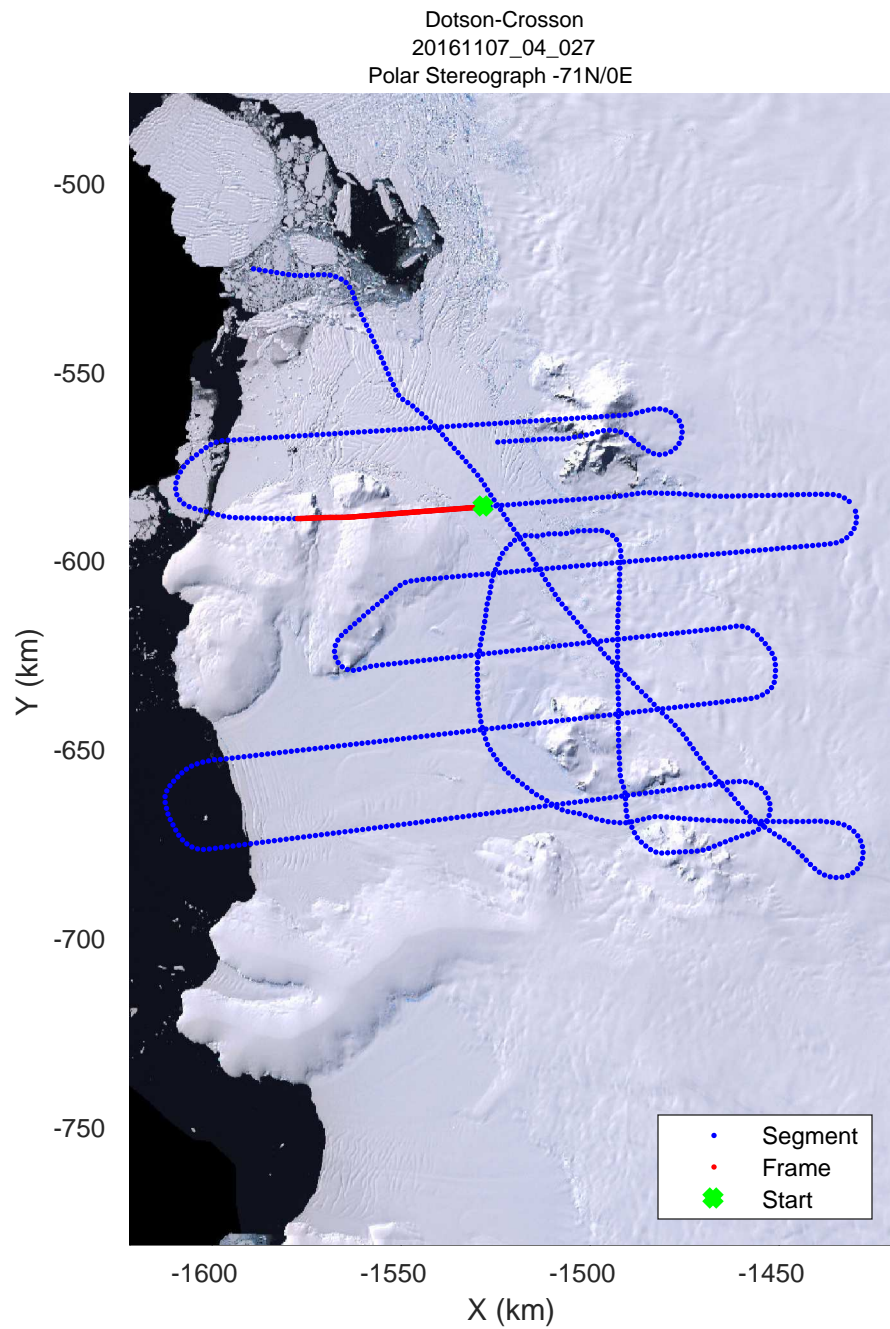 Dotson-Crosson
20161107_04_027
Polar Stereograph -71N/0E
-500
-550
-600
-650
-700
-750
Y (km)
Segment
Frame
Start
-1600
-1550
-1500
-1450
X (km)